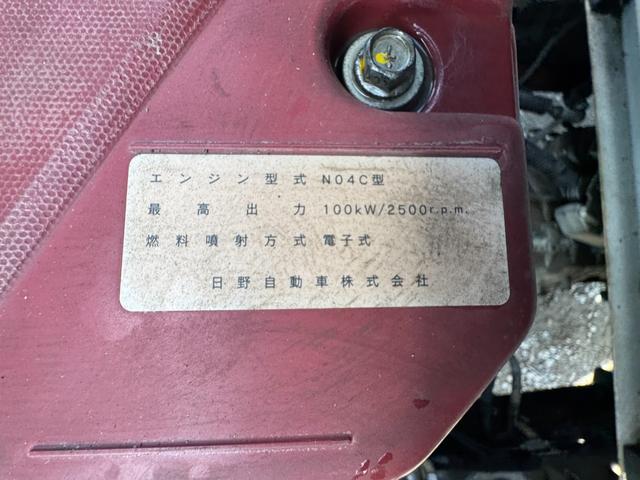 エンジン型式 N04C型
最高出力 100kW/2500r.p.m.
燃料噴射方式 電子式
日野自動車株式会社